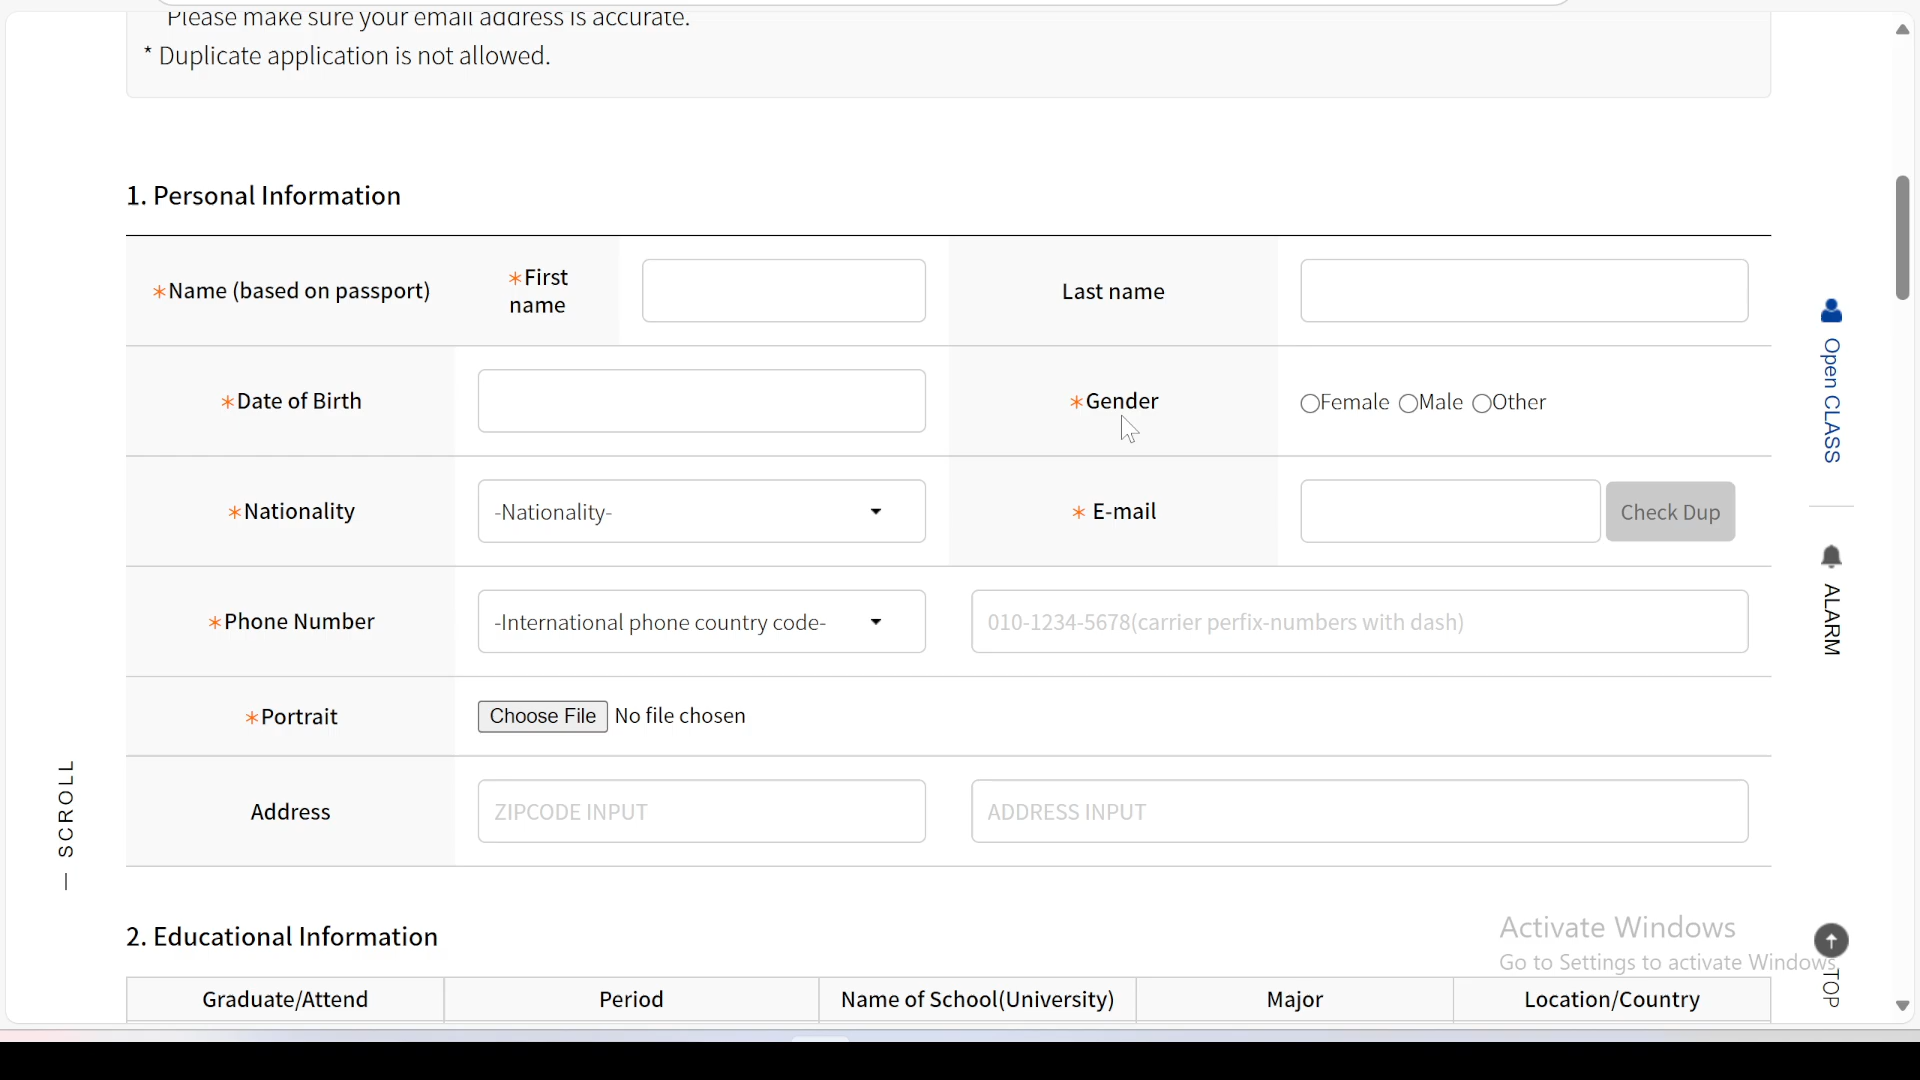 Please make sure your email address is accurate.
* Duplicate application is not allowed.
1. Personal Information
*Name (based on passport)
*First
name
Last name
*Date of Birth
*Gender
Female Male Other
*Nationality
-Nationality-
* E-mail
Check Dup
*Phone Number
-International phone country code-
010-1234-5678(carrier perfix-numbers with dash)
*Portrait
Choose File No file chosen
Address
ZIPCODE INPUT
ADDRESS INPUT
2. Educational Information
Graduate/Attend
Period
Name of School(University)
Major
Location/Country
Open CLASS
ALARM
TOP
— SCROLL
Activate Windows
Go to Settings to activate Windows.